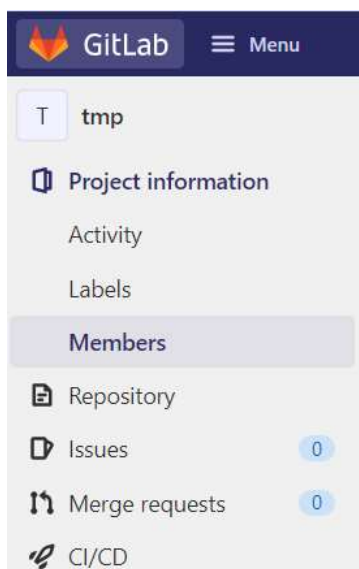 GitLab Menu
T tmp
Project information
Activity
Labels
Members
Repository
Issues 0
Merge requests 0
CI/CD